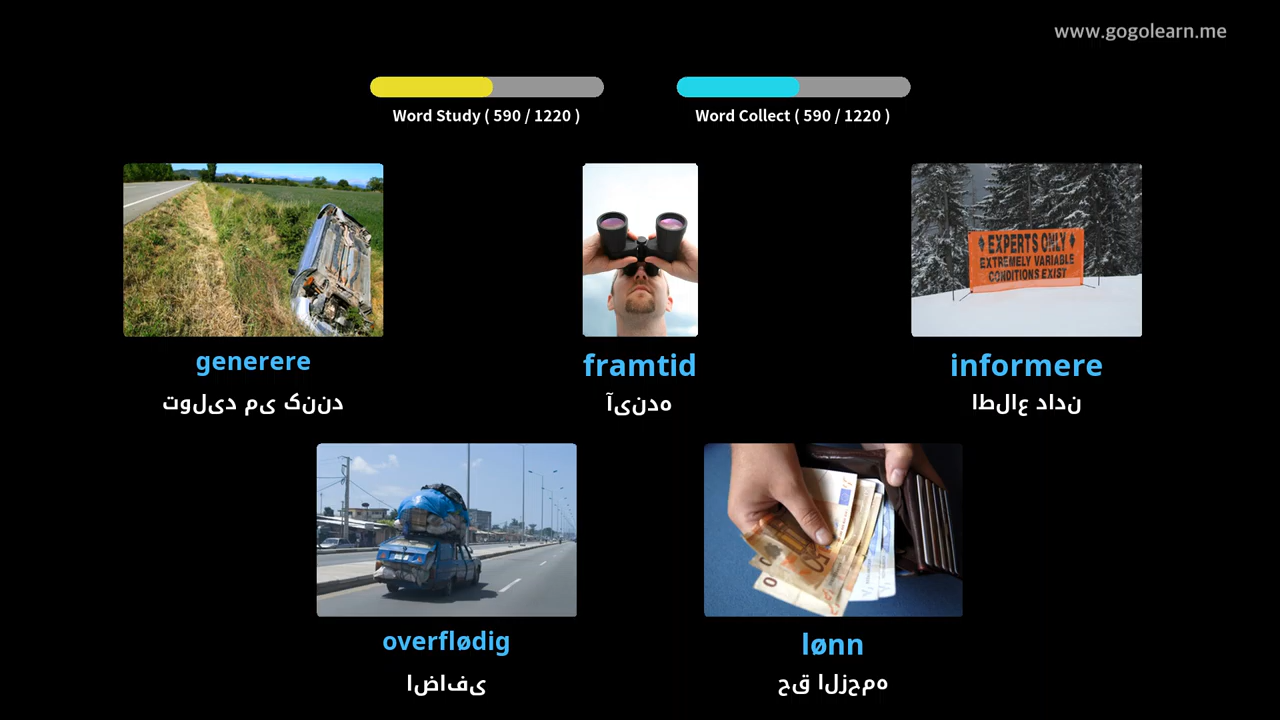 www.gogolearn.me
Word Study ( 590 / 1220 )
Word Collect ( 590 / 1220 )
EXPERTS ONLY
EXTREMELY VARIABLE
CONDITIONS EXIST
50
generere
تولید می کنند
framtid
آینده
informere
اطلاع دادن
overflødig
اضافی
lønn
حق الزحمه